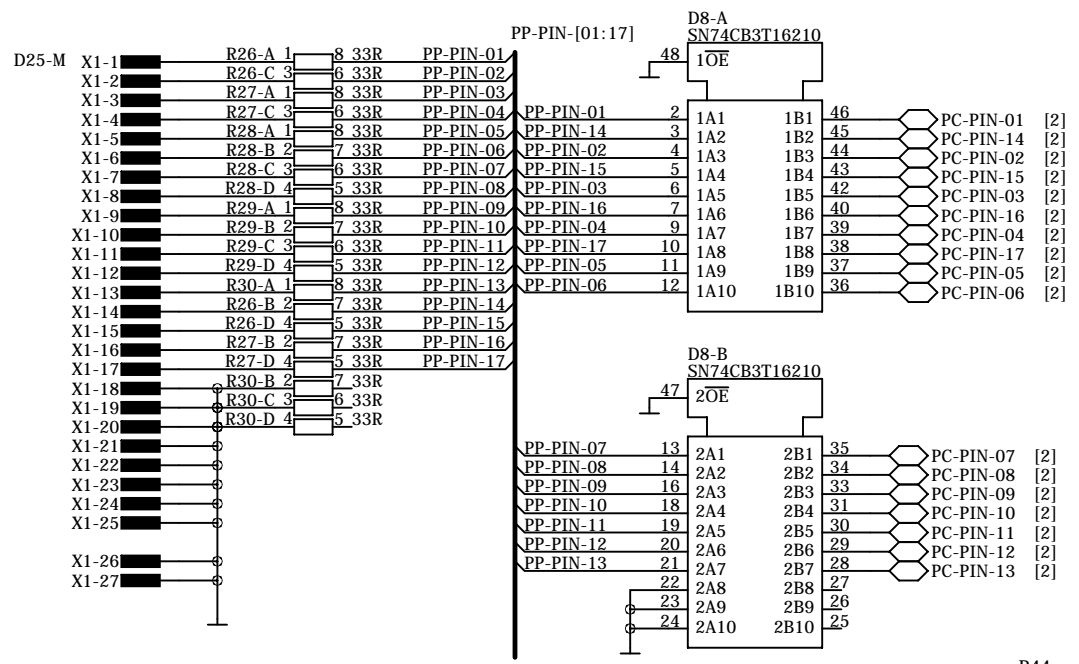 D8-A
PP-PIN-[01:17]
SN74CB3T16210
48 1OE
D25-M X1-1 R26-A 1 8 33R PP-PIN-01
X1-2 R26-C 3 6 33R PP-PIN-02
X1-3 R27-A 1 8 33R PP-PIN-03
X1-4 R27-C 3 6 33R PP-PIN-04 PP-PIN-01 2 1A1 1B1 46 PC-PIN-01 [2]
X1-5 R28-A 1 8 33R PP-PIN-05 PP-PIN-14 3 1A2 1B2 45 PC-PIN-14 [2]
X1-6 R28-B 2 7 33R PP-PIN-06 PP-PIN-02 4 1A3 1B3 44 PC-PIN-02 [2]
X1-7 R28-C 3 6 33R PP-PIN-07 PP-PIN-15 5 1A4 1B4 43 PC-PIN-15 [2]
X1-8 R28-D 4 5 33R PP-PIN-08 PP-PIN-03 6 1A5 1B5 42 PC-PIN-03 [2]
X1-9 R29-A 1 8 33R PP-PIN-09 PP-PIN-16 7 1A6 1B6 40 PC-PIN-16 [2]
X1-10 R29-B 2 7 33R PP-PIN-10 PP-PIN-04 9 1A7 1B7 39 PC-PIN-04 [2]
X1-11 R29-C 3 6 33R PP-PIN-11 PP-PIN-17 10 1A8 1B8 38 PC-PIN-17 [2]
X1-12 R29-D 4 5 33R PP-PIN-12 PP-PIN-05 11 1A9 1B9 37 PC-PIN-05 [2]
X1-13 R30-A 1 8 33R PP-PIN-13 PP-PIN-06 12 1A10 1B10 36 PC-PIN-06 [2]
X1-14 R26-B 2 7 33R PP-PIN-14
X1-15 R26-D 4 5 33R PP-PIN-15
X1-16 R27-B 2 7 33R PP-PIN-16
X1-17 R27-D 4 5 33R PP-PIN-17
X1-18 R30-B 2 7 33R
X1-19 R30-C 3 6 33R
X1-20 R30-D 4 5 33R
X1-21
X1-22
X1-23
X1-24
X1-25
X1-26
X1-27
D8-B
SN74CB3T16210
47 2OE
PP-PIN-07 13 2A1 2B1 35 PC-PIN-07 [2]
PP-PIN-08 14 2A2 2B2 34 PC-PIN-08 [2]
PP-PIN-09 16 2A3 2B3 33 PC-PIN-09 [2]
PP-PIN-10 18 2A4 2B4 31 PC-PIN-10 [2]
PP-PIN-11 19 2A5 2B5 30 PC-PIN-11 [2]
PP-PIN-12 20 2A6 2B6 29 PC-PIN-12 [2]
PP-PIN-13 21 2A7 2B7 28 PC-PIN-13 [2]
22 2A8 2B8 27
23 2A9 2B9 26
24 2A10 2B10 25